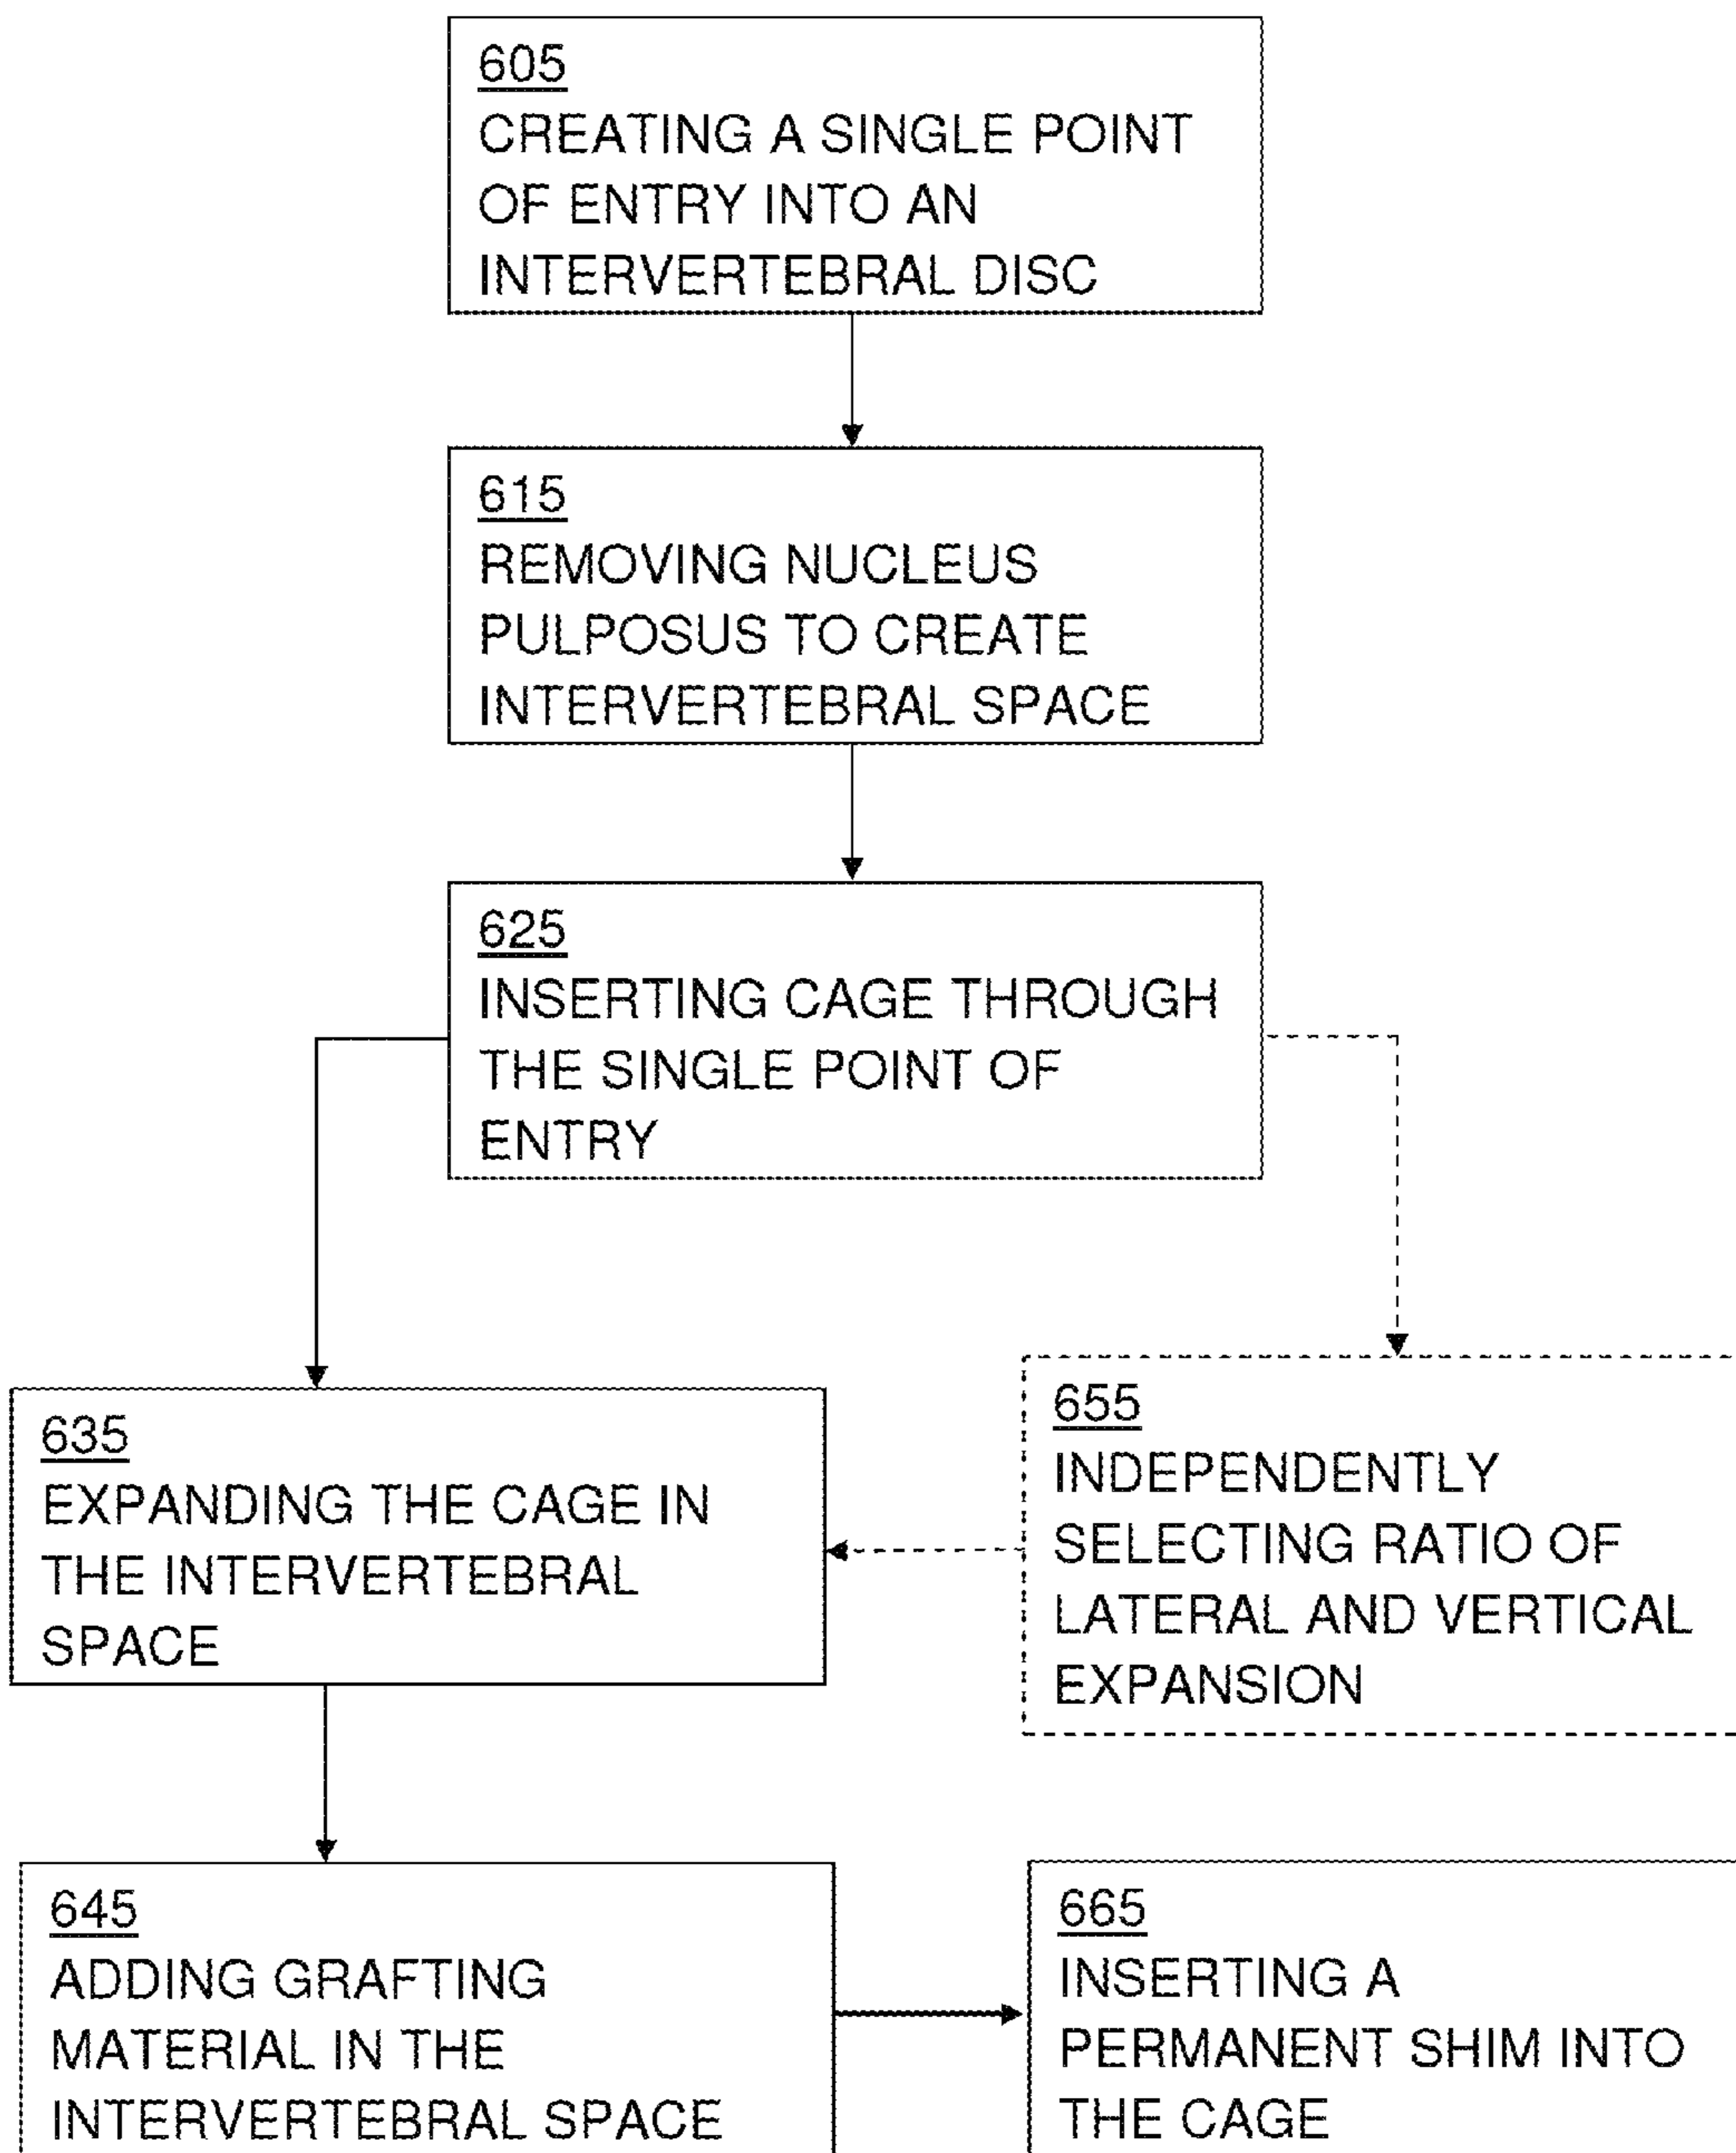 605
CREATING A SINGLE POINT
OF ENTRY INTO AN
INTERVERTEBRAL DISC
615
REMOVING NUCLEUS
PULPOSUS TO CREATE
INTERVERTEBRAL SPACE
625
INSERTING CAGE THROUGH
THE SINGLE POINT OF
ENTRY
635
EXPANDING THE CAGE IN
THE INTERVERTEBRAL
SPACE
655
INDEPENDENTLY
SELECTING RATIO OF
LATERAL AND VERTICAL
EXPANSION
645
ADDING GRAFTING
MATERIAL IN THE
INTERVERTEBRAL SPACE
665
INSERTING A
PERMANENT SHIM INTO
THE CAGE